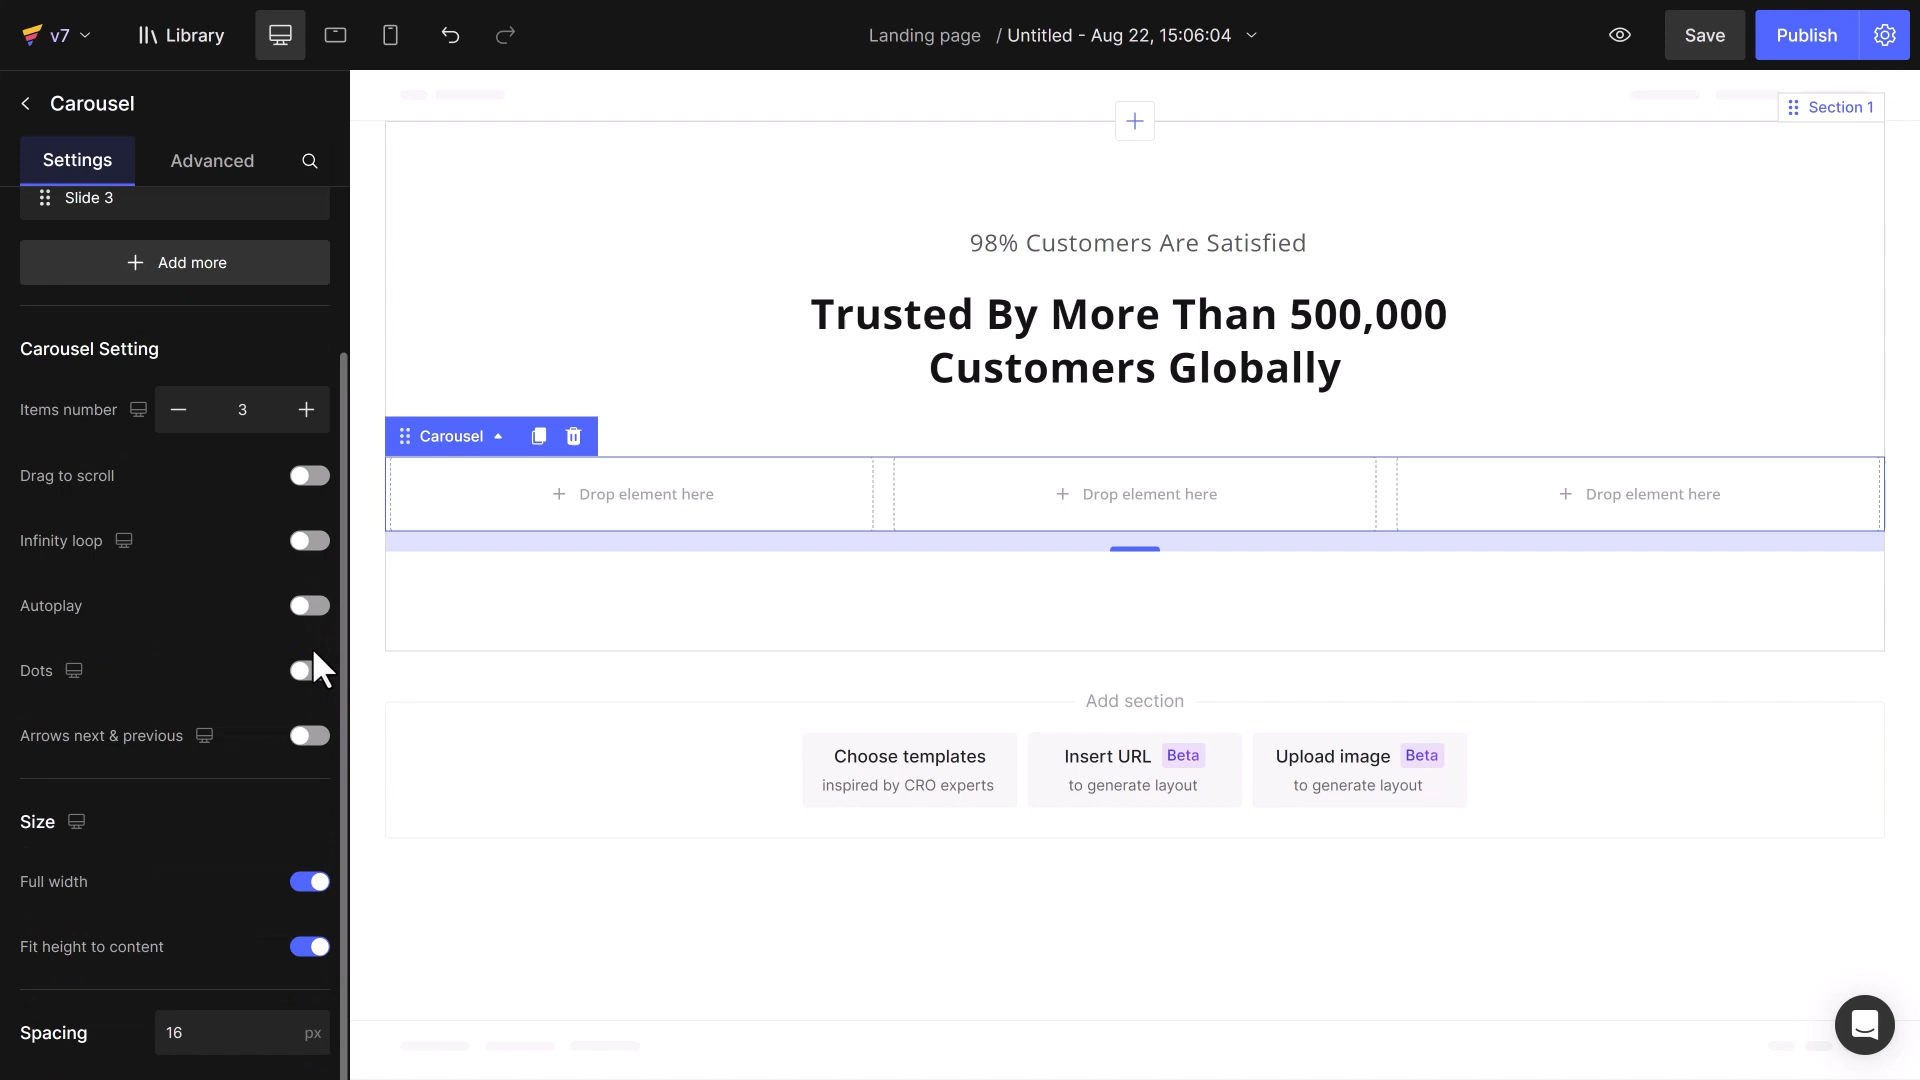 v7
Library
Landing page / Untitled - Aug 22, 15:06:04
Save
Publish
Carousel
Settings
Advanced
Slide 3
Add more
Carousel Setting
Items number
3
Drag to scroll
Infinity loop
Autoplay
Dots
Arrows next & previous
Size
Full width
Fit height to content
Spacing
16
px
Section 1
98% Customers Are Satisfied
Trusted By More Than 500,000
Customers Globally
Carousel
Drop element here
Drop element here
Drop element here
Add section
Choose templates
inspired by CRO experts
Insert URL Beta
to generate layout
Upload image Beta
to generate layout